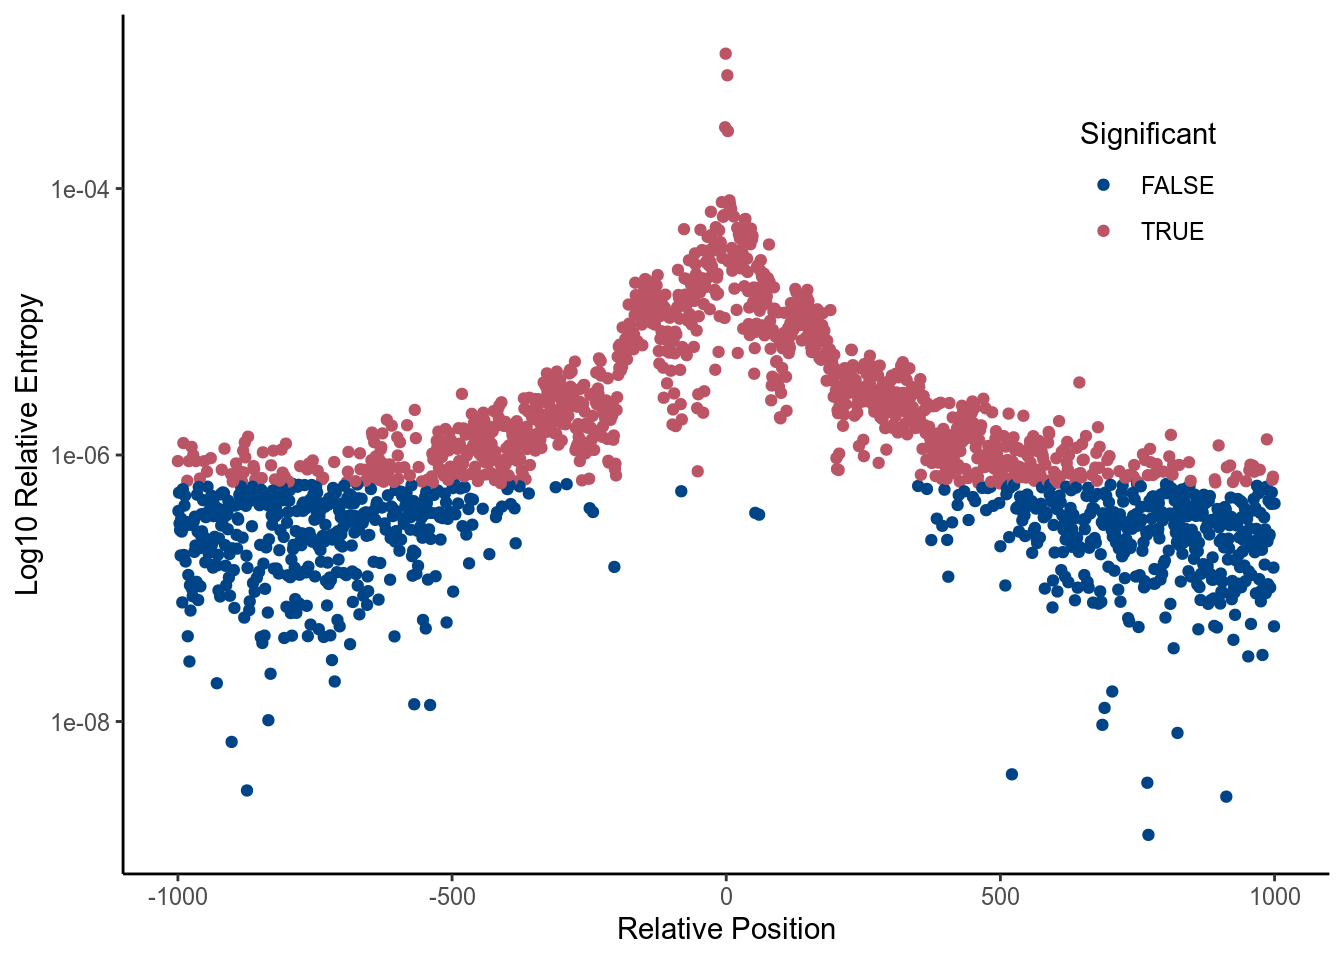 Significant
FALSE
TRUE
Log10 Relative Entropy
1e-04
1e-06
1e-08
-1000
-500
0
500
1000
Relative Position